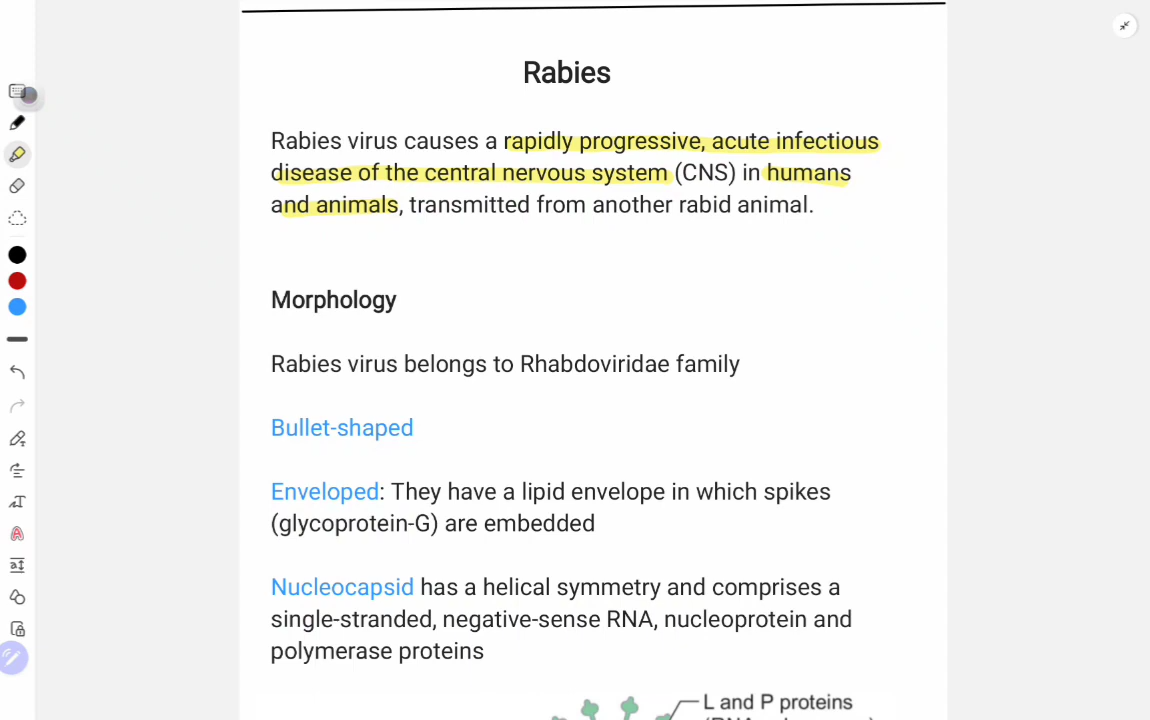 Rabies
Rabies virus causes a rapidly progressive, acute infectious
disease of the central nervous system (CNS) in humans
and animals, transmitted from another rabid animal.
Morphology
Rabies virus belongs to Rhabdoviridae family
Bullet-shaped
Enveloped: They have a lipid envelope in which spikes
(glycoprotein-G) are embedded
Nucleocapsid has a helical symmetry and comprises a
single-stranded, negative-sense RNA, nucleoprotein and
polymerase proteins
L and P proteins